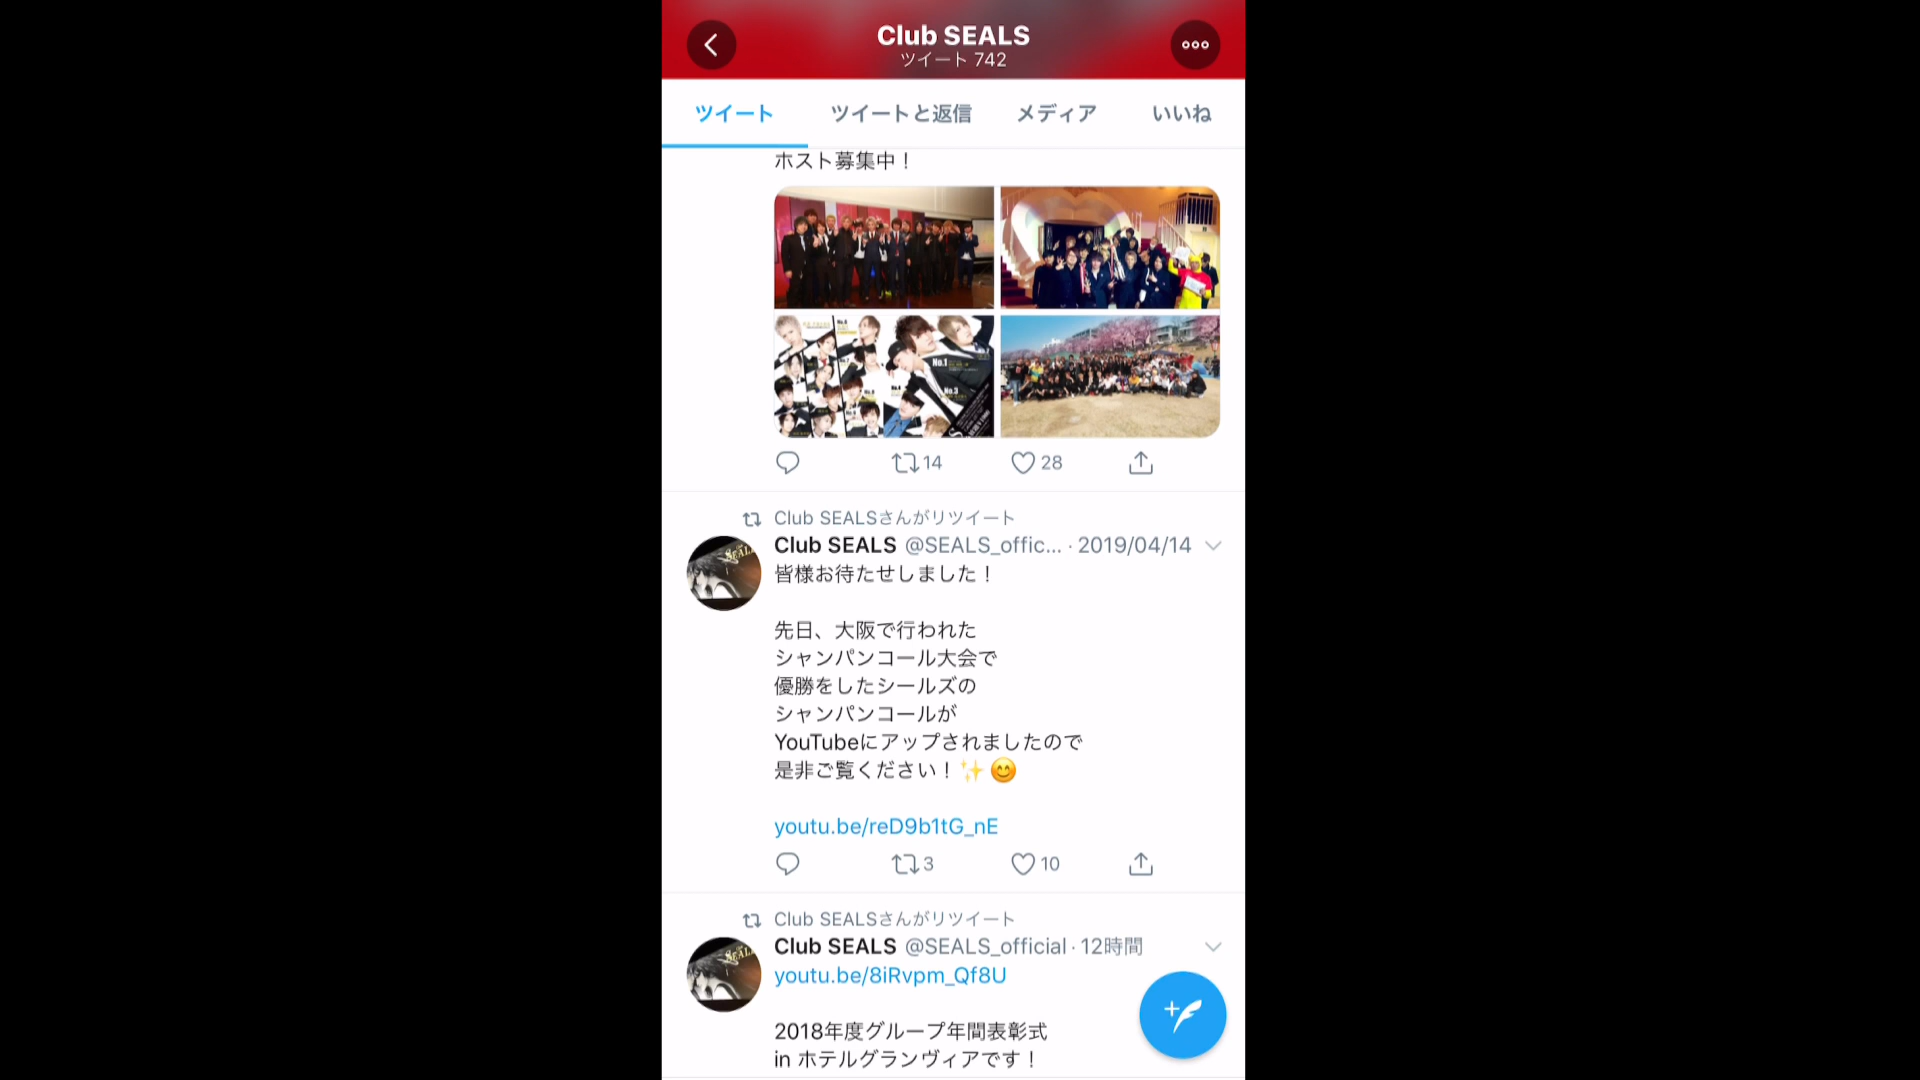 Club SEALS
ツイート 742
ツイート
ツイートと返信
メディア
いいね
ホスト募集中！
No.1
No.3
14
28
Club SEALSさんがリツイート
Club SEALS @SEALS_offic... · 2019/04/14
皆様お待たせしました！
先日、大阪で行われた
シャンパンコール大会で
優勝をしたシールズの
シャンパンコールが
YouTubeにアップされましたので
是非ご覧ください！✨😊
youtu.be/reD9b1tG_nE
3
10
Club SEALSさんがリツイート
Club SEALS @SEALS_official · 12時間
youtu.be/8iRvpm_Qf8U
2018年度グループ年間表彰式
in ホテルグランヴィアです！